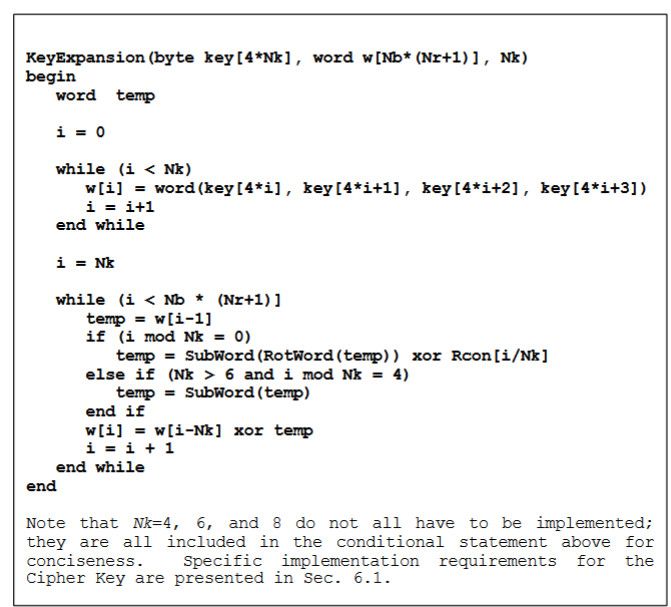 KeyExpansion(byte key[4*Nk], word w[Nb*(Nr+1)], Nk)
begin
word temp
i = 0
while (i < Nk)
w[i] = word(key[4*i], key[4*i+1], key[4*i+2], key[4*i+3])
i = i+1
end while
i = Nk
while (i < Nb * (Nr+1)]
temp = w[i-1]
if (i mod Nk = 0)
temp = SubWord(RotWord(temp)) xor Rcon[i/Nk]
else if (Nk > 6 and i mod Nk = 4)
temp = SubWord(temp)
end if
w[i] = w[i-Nk] xor temp
i = i + 1
end while
end
Note that Nk=4, 6, and 8 do not all have to be implemented;
they are all included in the conditional statement above for
conciseness. Specific implementation requirements for the
Cipher Key are presented in Sec. 6.1.